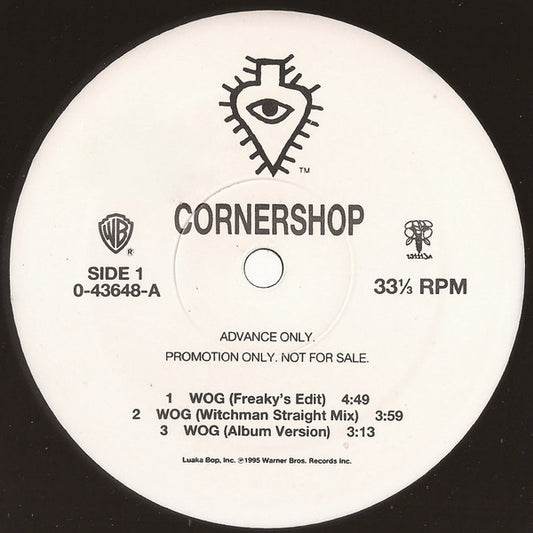 ™
CORNERSHOP
WB
®
SIDE 1
0-43648-A
33⅓ RPM
ADVANCE ONLY.
PROMOTION ONLY. NOT FOR SALE.
1 WOG (Freaky's Edit) 4:49
2 WOG (Witchman Straight Mix) 3:59
3 WOG (Album Version) 3:13
Luaka Bop, Inc. ℗1995 Warner Bros. Records Inc.